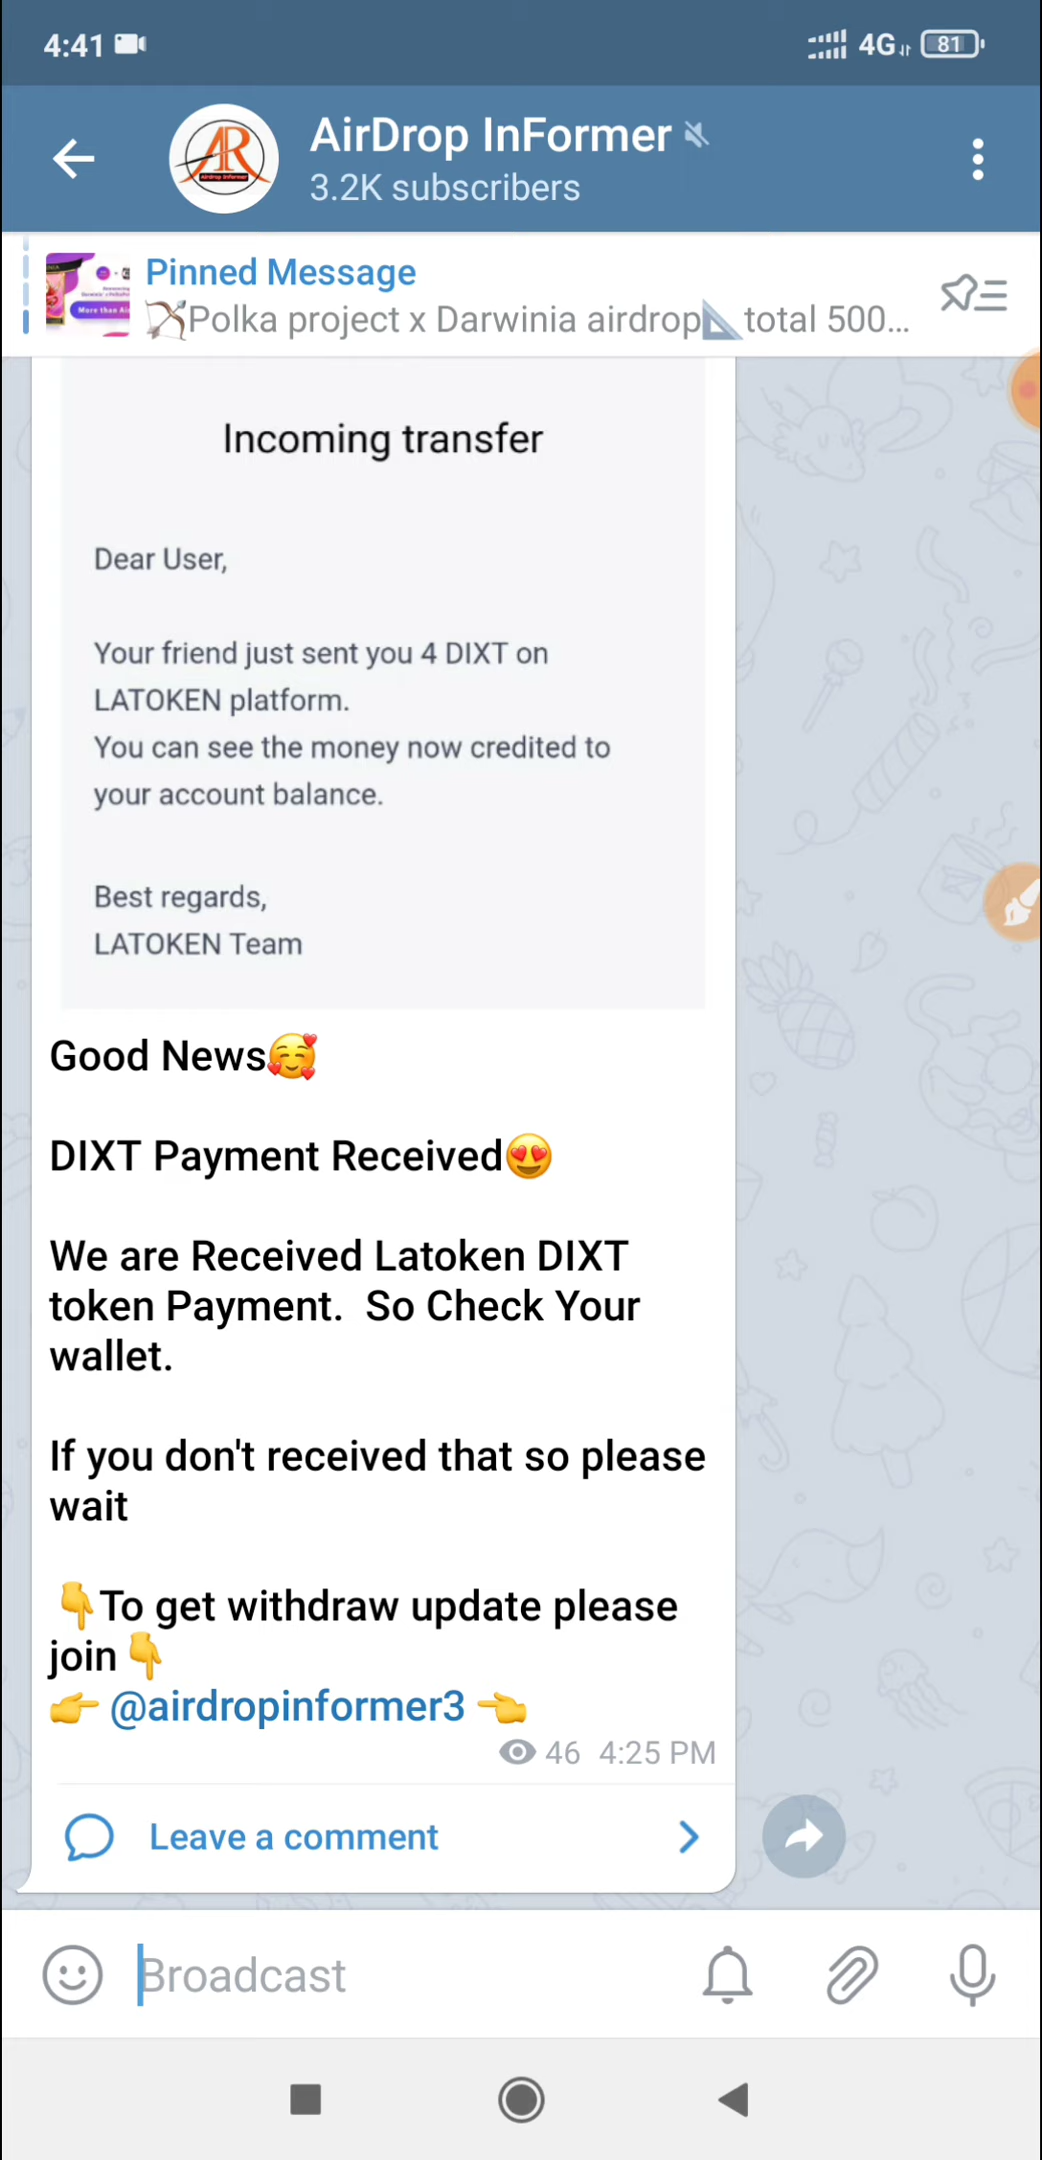 4:41 4G 81
AirDrop InFormer
3.2K subscribers
Pinned Message
🏹Polka project x Darwinia airdrop📐total 500...
More than Air
Incoming transfer
Dear User,
Your friend just sent you 4 DIXT on
LATOKEN platform.
You can see the money now credited to
your account balance.
Best regards,
LATOKEN Team
Good News🥰
DIXT Payment Received😍
We are Received Latoken DIXT
token Payment.  So Check Your
wallet.
If you don't received that so please
wait
👇To get withdraw update please
join👇
👉 @airdropinformer3 👈
46 4:25 PM
Leave a comment
Broadcast